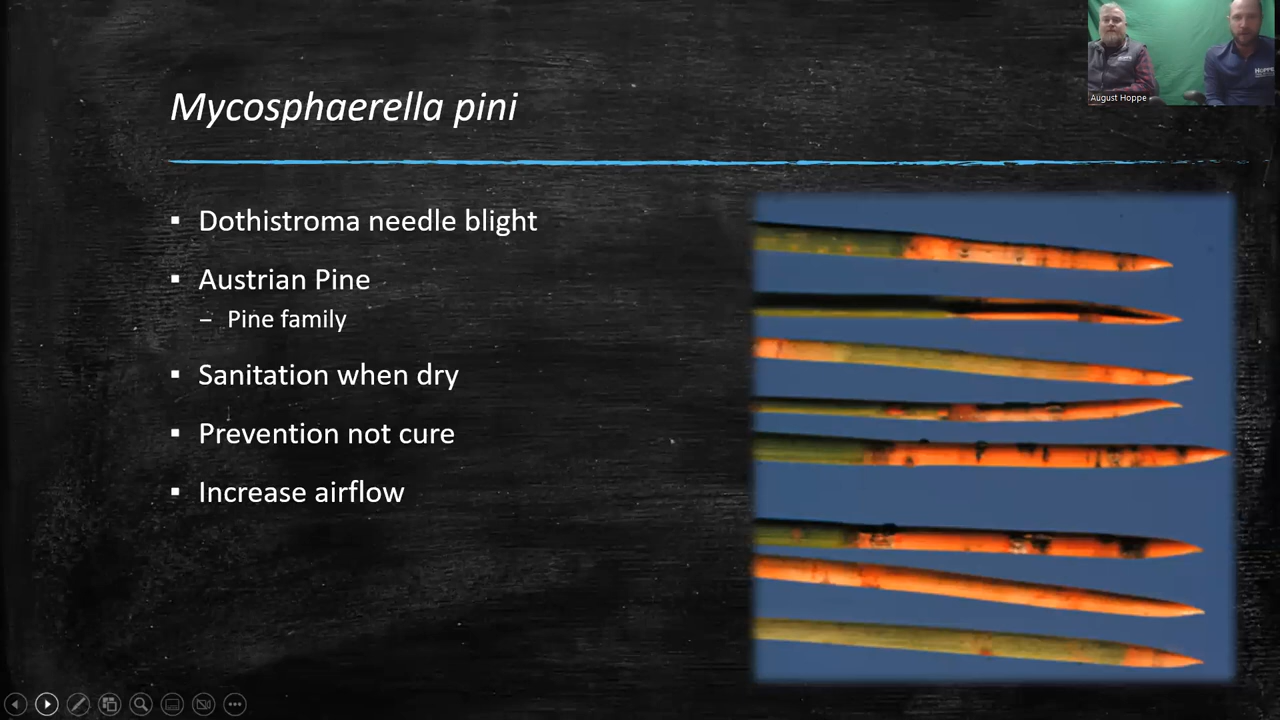 Mycosphaerella pini
▪ Dothistroma needle blight
▪ Austrian Pine
– Pine family
▪ Sanitation when dry
▪ Prevention not cure
▪ Increase airflow
August Hoppe